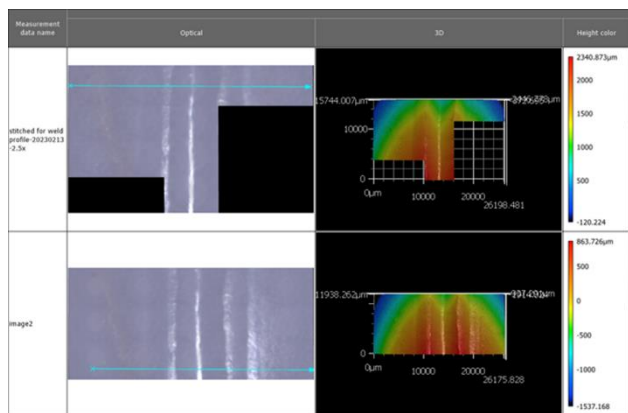 Measurement
data name
Optical
3D
Height color
stitched for weld
profile-20230213
-2.5x
15744.007μm
10000
0
0μm
10000
20000
26198.481
2340.873μm
2000
1500
1000
500
-120.224
image2
11938.262μm
10000
0
0μm
10000
20000
26175.828
863.726μm
500
0
-500
-1000
-1537.168